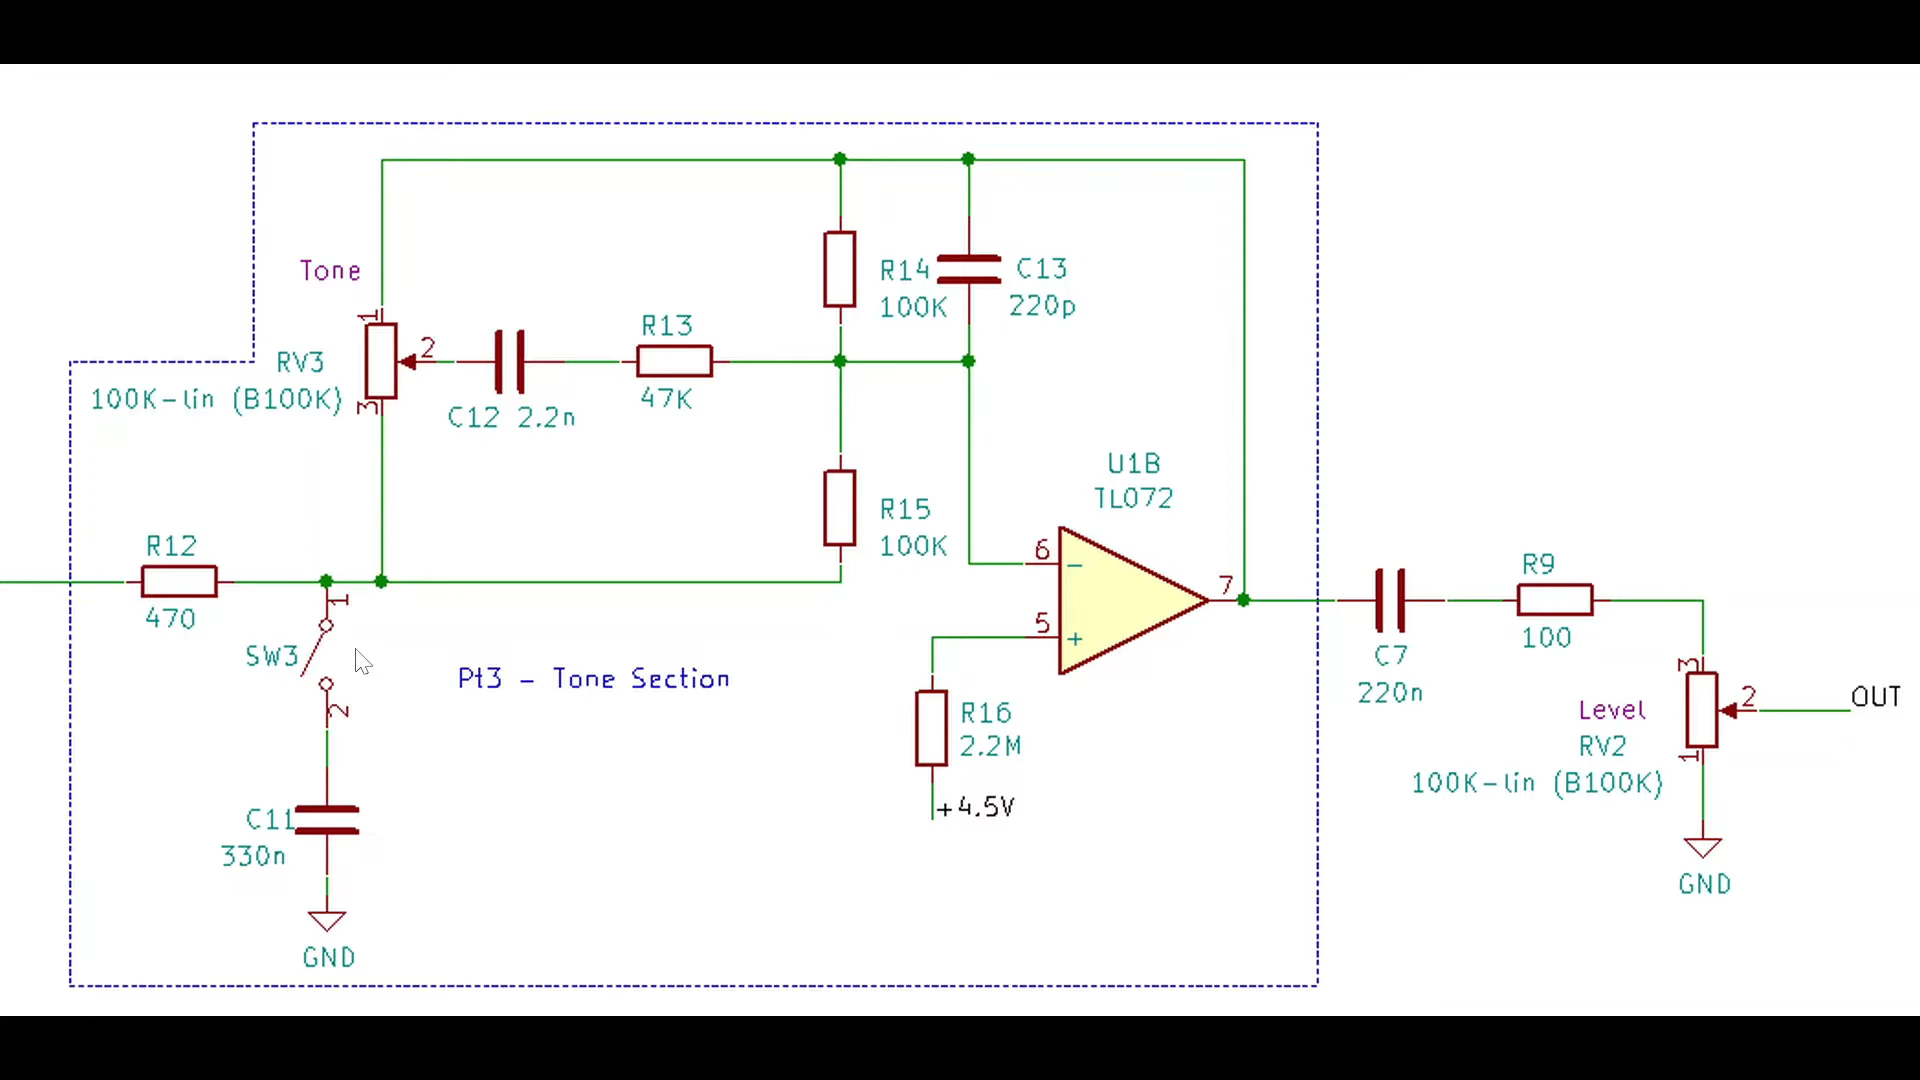 Tone
1
2
RV3
100K-lin (B100K)
3
C12 2.2n
R13
47K
R14
100K
C13
220p
R15
100K
U1B
TL072
6
-
5
+
7
R12
470
1
SW3
2
Pt3 - Tone Section
C11
330n
GND
R16
2.2M
+4.5V
C7
220n
R9
100
3
2
OUT
Level
RV2
1
100K-lin (B100K)
GND